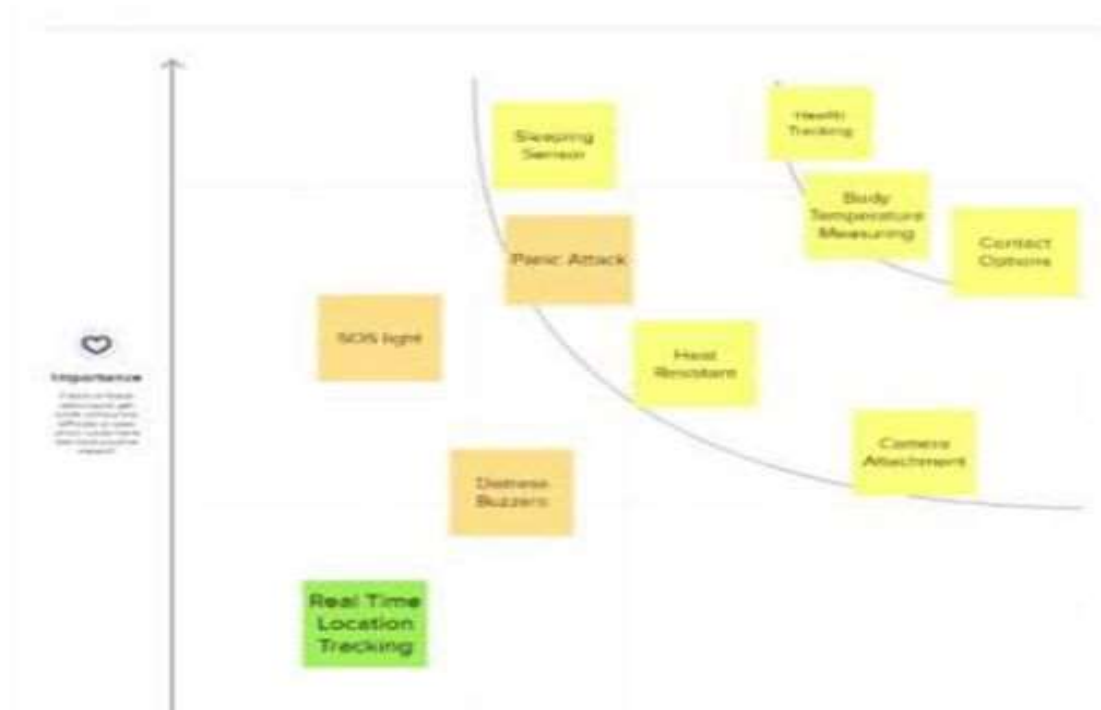 Sleeping
Sensor
Health
Tracking
Body
Temperature
Measuring
Contact
Options
Panic Attack
SOS light
Heat
Resistant
Importance
Camera
Attachment
Distress
Buzzers
Real Time
Location
Tracking